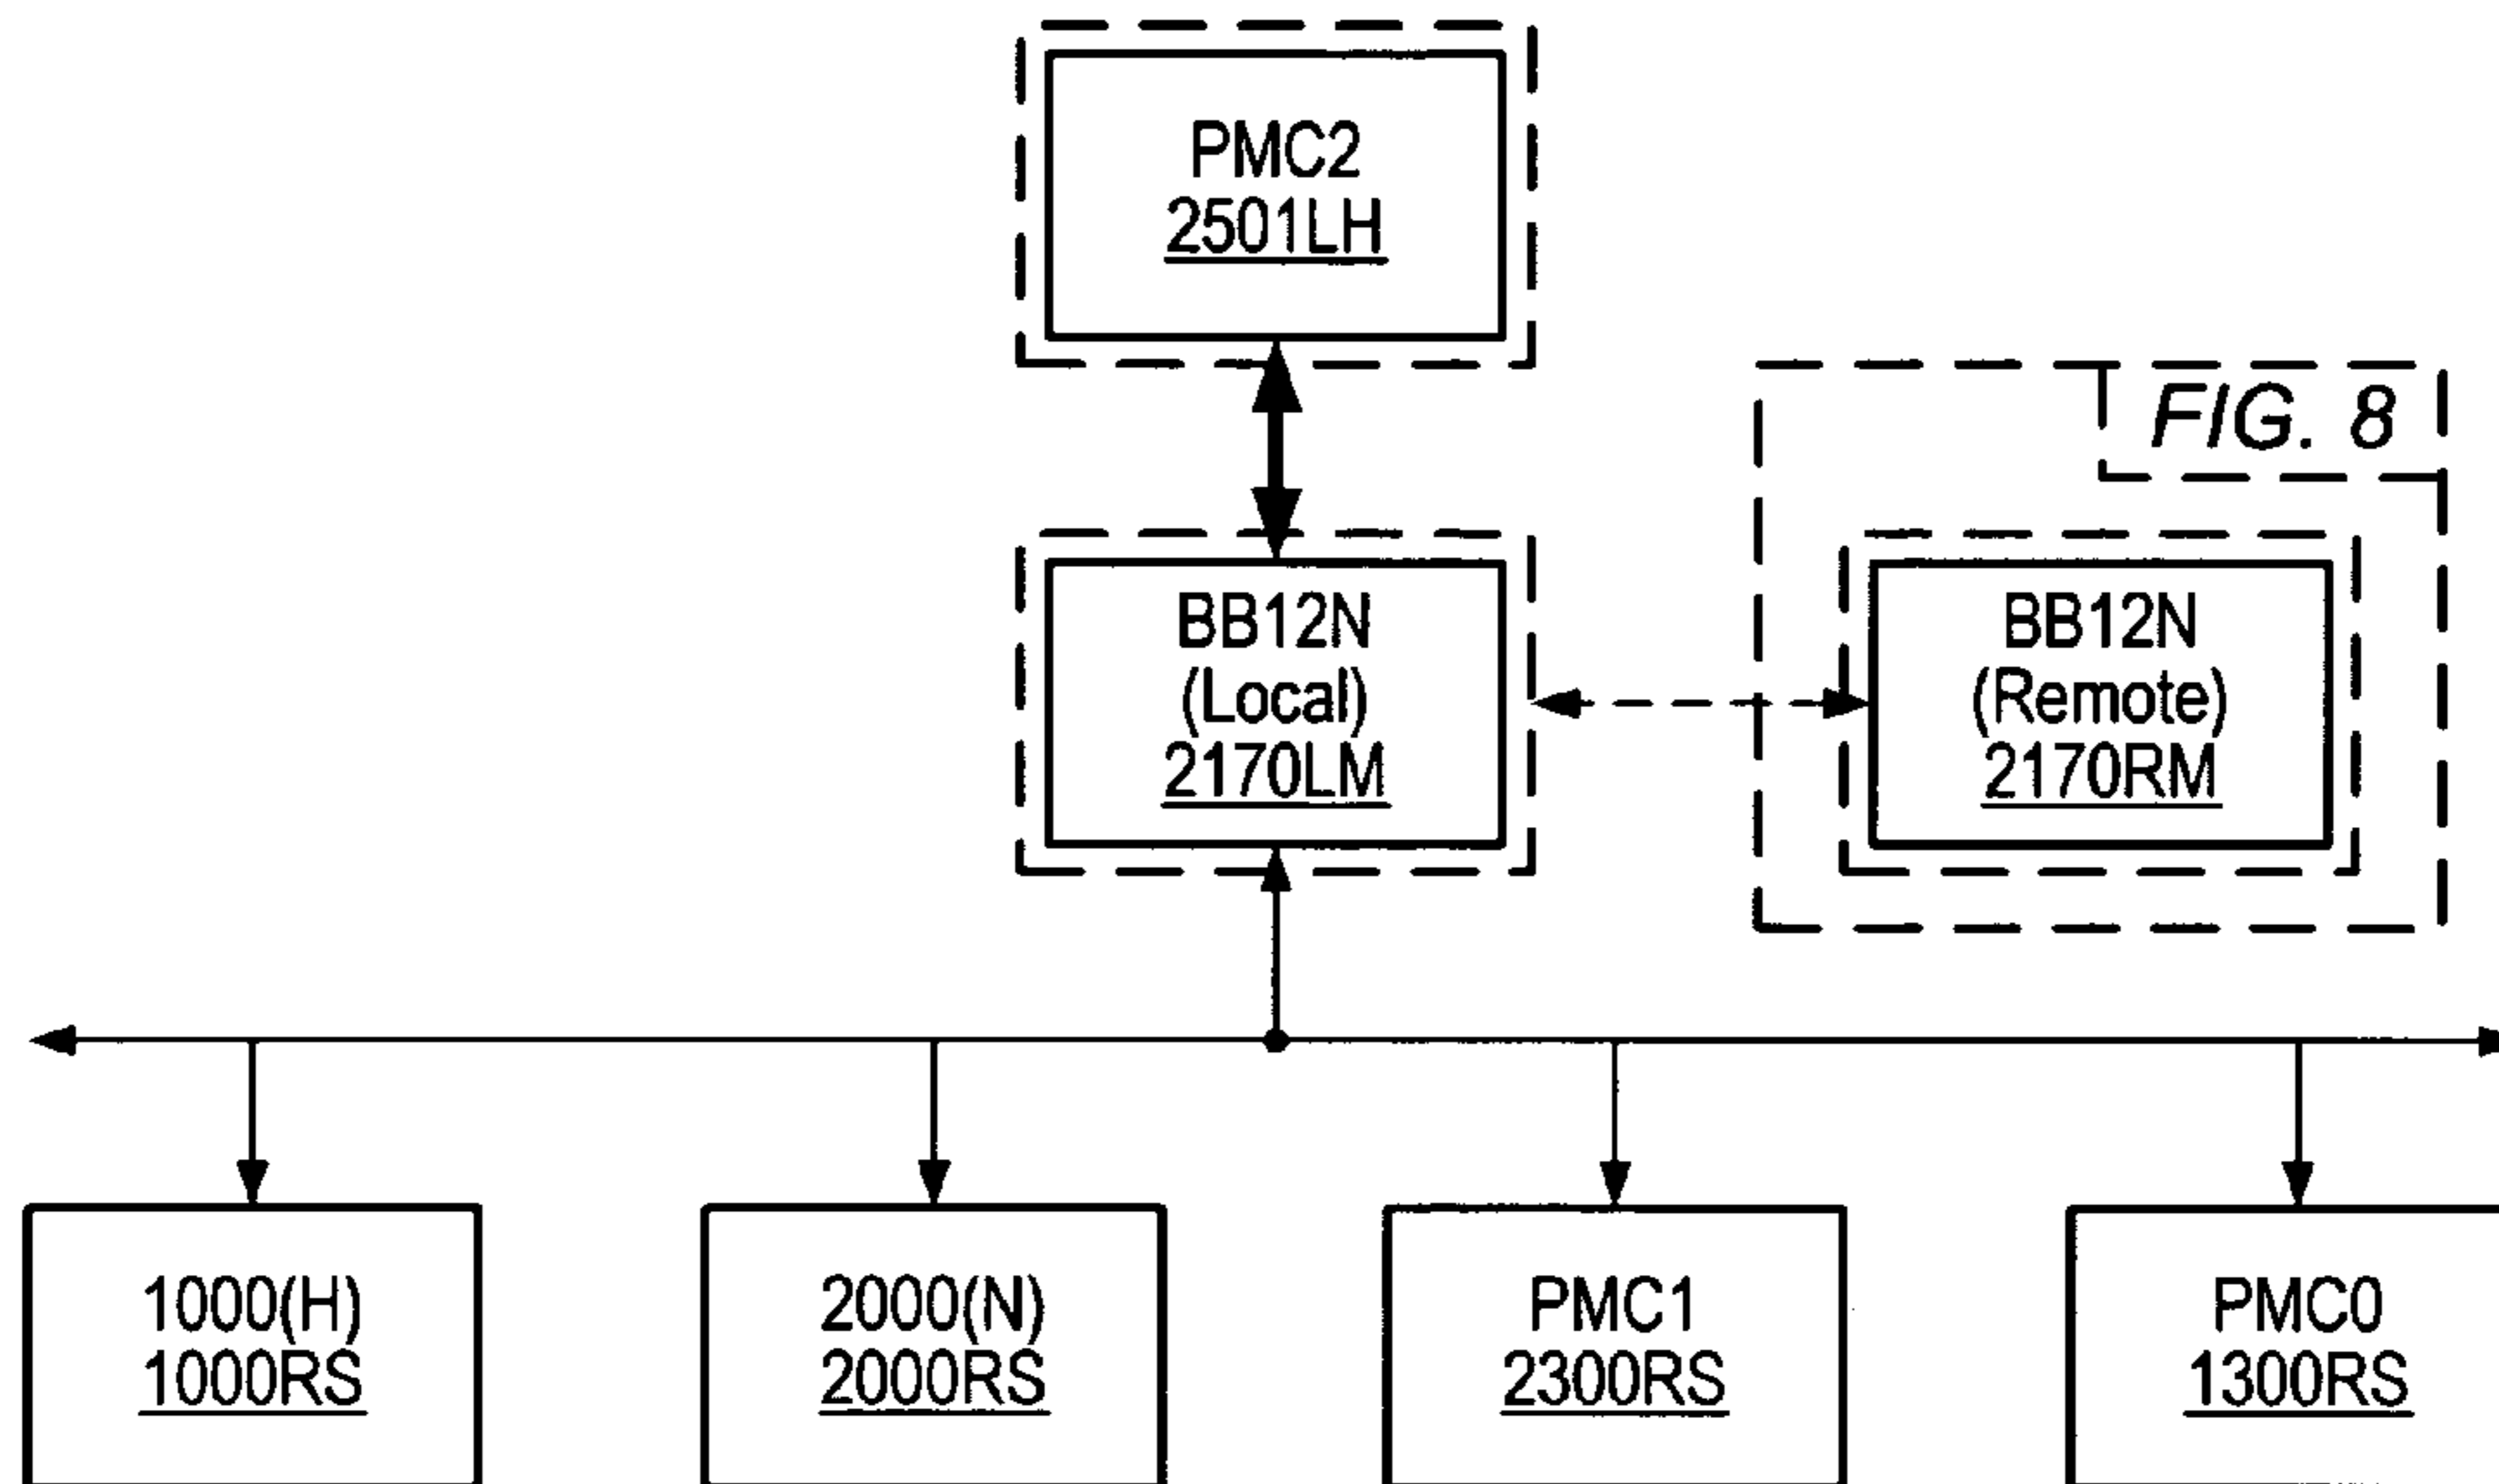 PMC2
2501LH
FIG. 8
BB12N
(Local)
2170LM
BB12N
(Remote)
2170RM
1000(H)
1000RS
2000(N)
2000RS
PMC1
2300RS
PMC0
1300RS